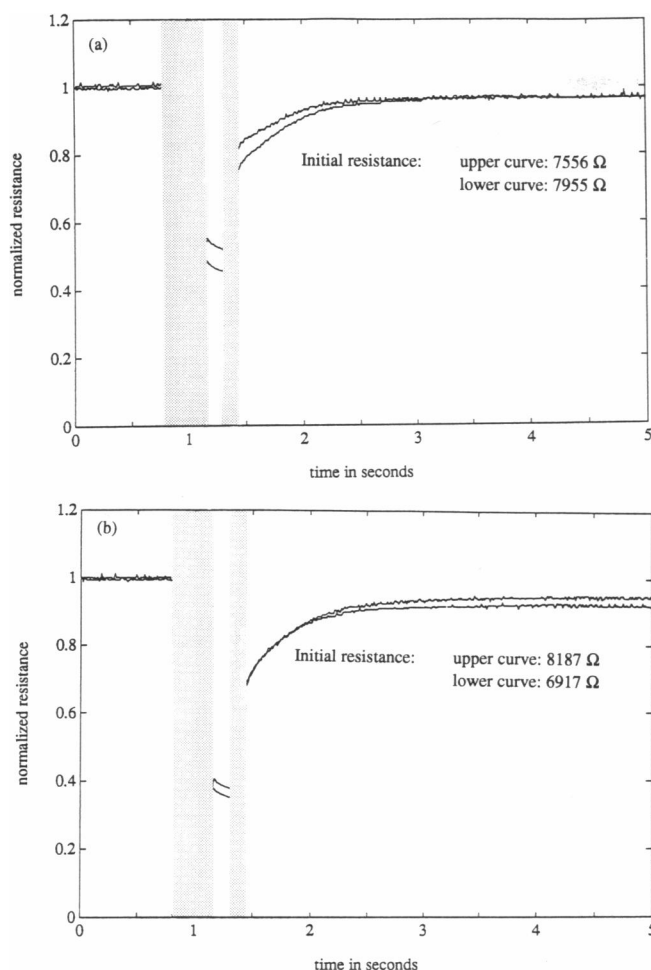 1.2
(a)
1
0.8
Initial resistance: upper curve: 7556 Ω
lower curve: 7955 Ω
0.6
0.4
0.2
0
0 1 2 3 4 5
normalized resistance
time in seconds
1.2
(b)
1
0.8
Initial resistance: upper curve: 8187 Ω
lower curve: 6917 Ω
0.6
0.4
0.2
0
0 1 2 3 4 5
normalized resistance
time in seconds